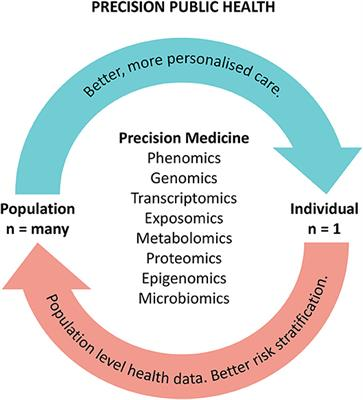 PRECISION PUBLIC HEALTH
Better, more personalised care.
Precision Medicine
Phenomics
Genomics
Transcriptomics
Exposomics
Metabolomics
Proteomics
Epigenomics
Microbiomics
Population
n = many
Individual
n = 1
Population level health data. Better risk stratification.